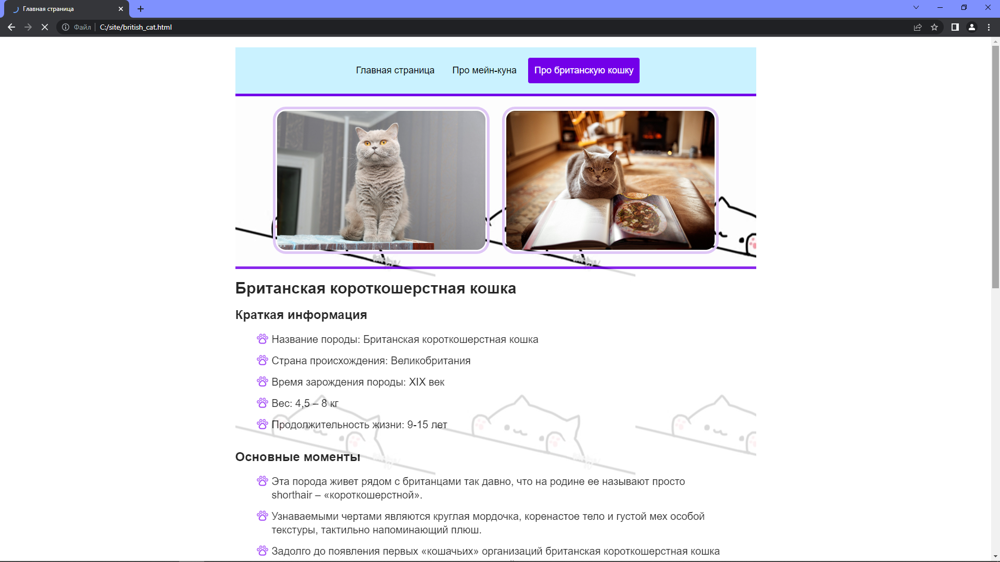 Главная страница
Файл
C:/site/british_cat.html
Главная страница
Про мейн-куна
Про британскую кошку
Британская короткошерстная кошка
Краткая информация
Название породы: Британская короткошерстная кошка
Страна происхождения: Великобритания
Время зарождения породы: XIX век
Вес: 4,5 – 8 кг
Продолжительность жизни: 9-15 лет
Основные моменты
Эта порода живет рядом с британцами так давно, что на родине ее называют просто
shorthair – «короткошерстной».
Узнаваемыми чертами являются круглая мордочка, коренастое тело и густой мех особой
текстуры, тактильно напоминающий плюш.
Задолго до появления первых «кошачьих» организаций британская короткошерстная кошка